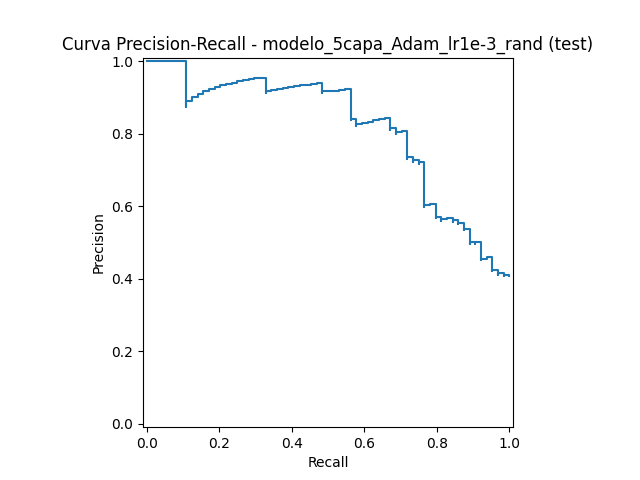 Curva Precision-Recall - modelo_5capa_Adam_lr1e-3_rand (test)
1.0
0.8
0.6
0.4
0.2
0.0
Precision
0.0 0.2 0.4 0.6 0.8 1.0
Recall